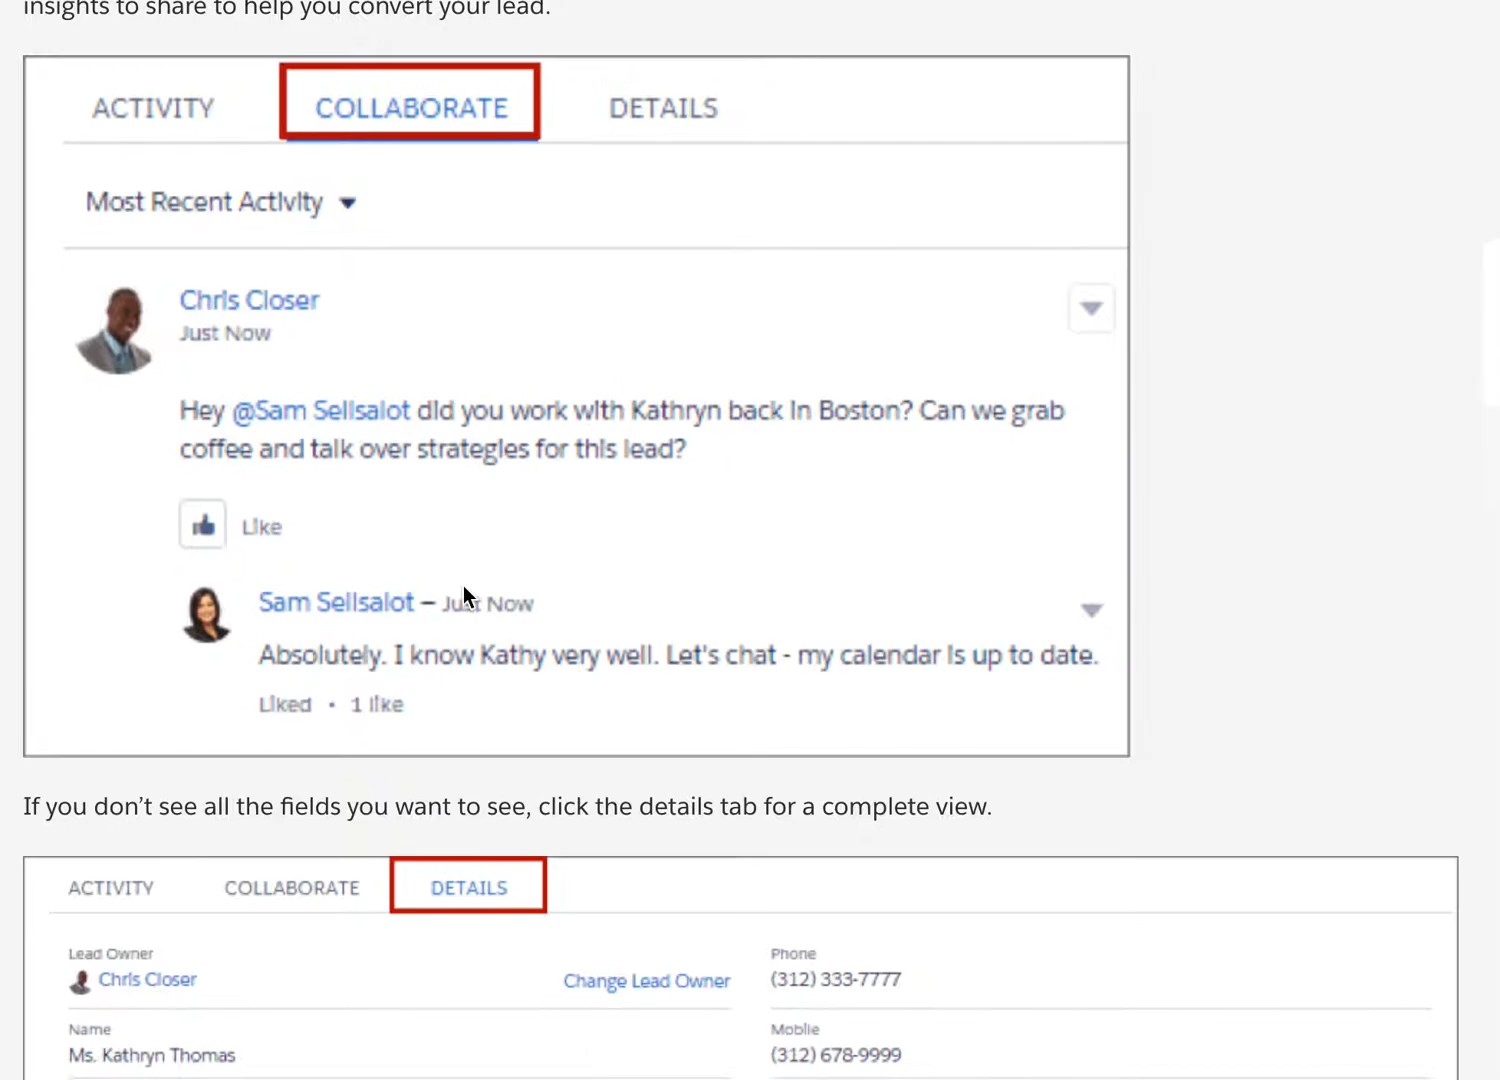 insights to share to help you convert your lead.
ACTIVITY COLLABORATE DETAILS
Most Recent Activity
Chris Closer
Just Now
Hey @Sam Sellsalot did you work with Kathryn back in Boston? Can we grab
coffee and talk over strategies for this lead?
Like
Sam Sellsalot – Just Now
Absolutely. I know Kathy very well. Let's chat - my calendar is up to date.
Liked • 1 like
If you don’t see all the fields you want to see, click the details tab for a complete view.
ACTIVITY COLLABORATE DETAILS
Lead Owner
Chris Closer Change Lead Owner
Phone
(312) 333-7777
Name
Ms. Kathryn Thomas
Mobile
(312) 678-9999